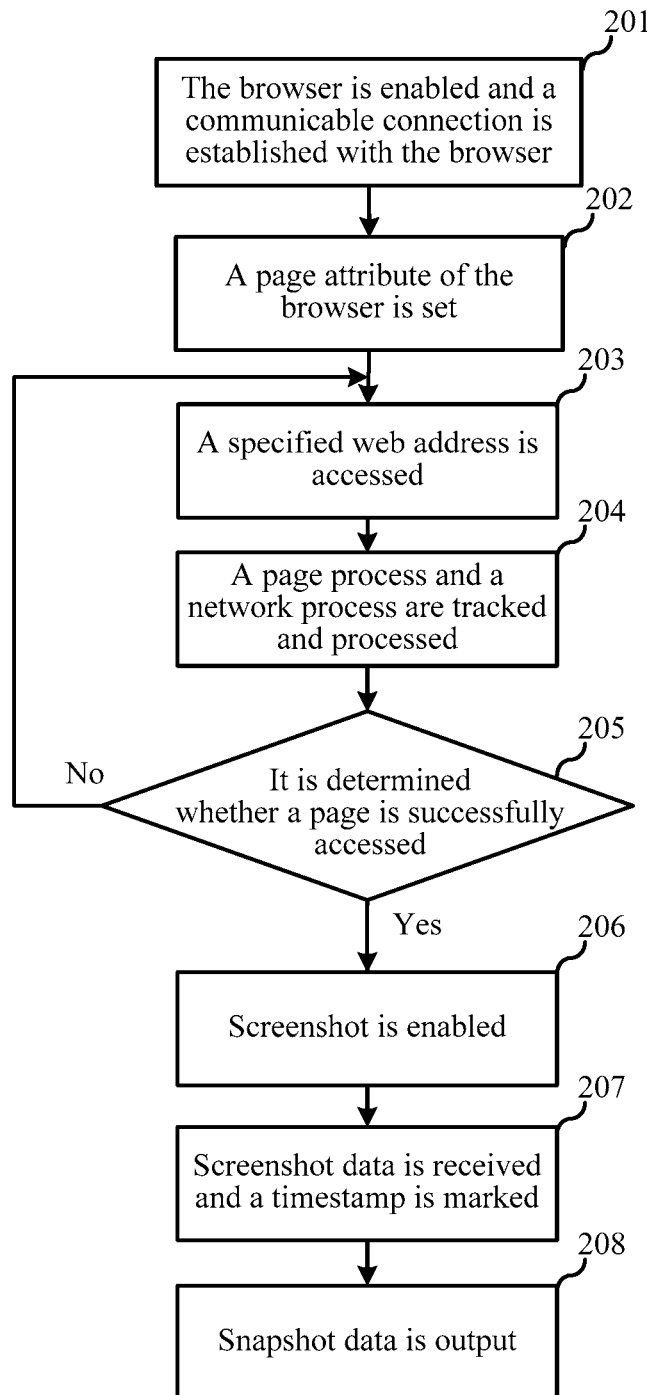 201
The browser is enabled and a
communicable connection is
established with the browser
202
A page attribute of the
browser is set
203
A specified web address is
accessed
204
A page process and a
network process are tracked
and processed
205
No
It is determined
whether a page is successfully
accessed
Yes
206
Screenshot is enabled
207
Screenshot data is received
and a timestamp is marked
208
Snapshot data is output